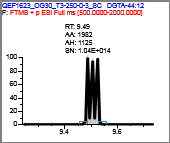 QEF1623_OG30_T3-250-0-3_SC DGTA-44:12
F: FTMS + p ESI Full ms [500.0000-2000.0000]
RT: 9.49
AA: 1982
AH: 1125
SN: 1.04E+014
100
80
60
40
20
0
9.4
9.6